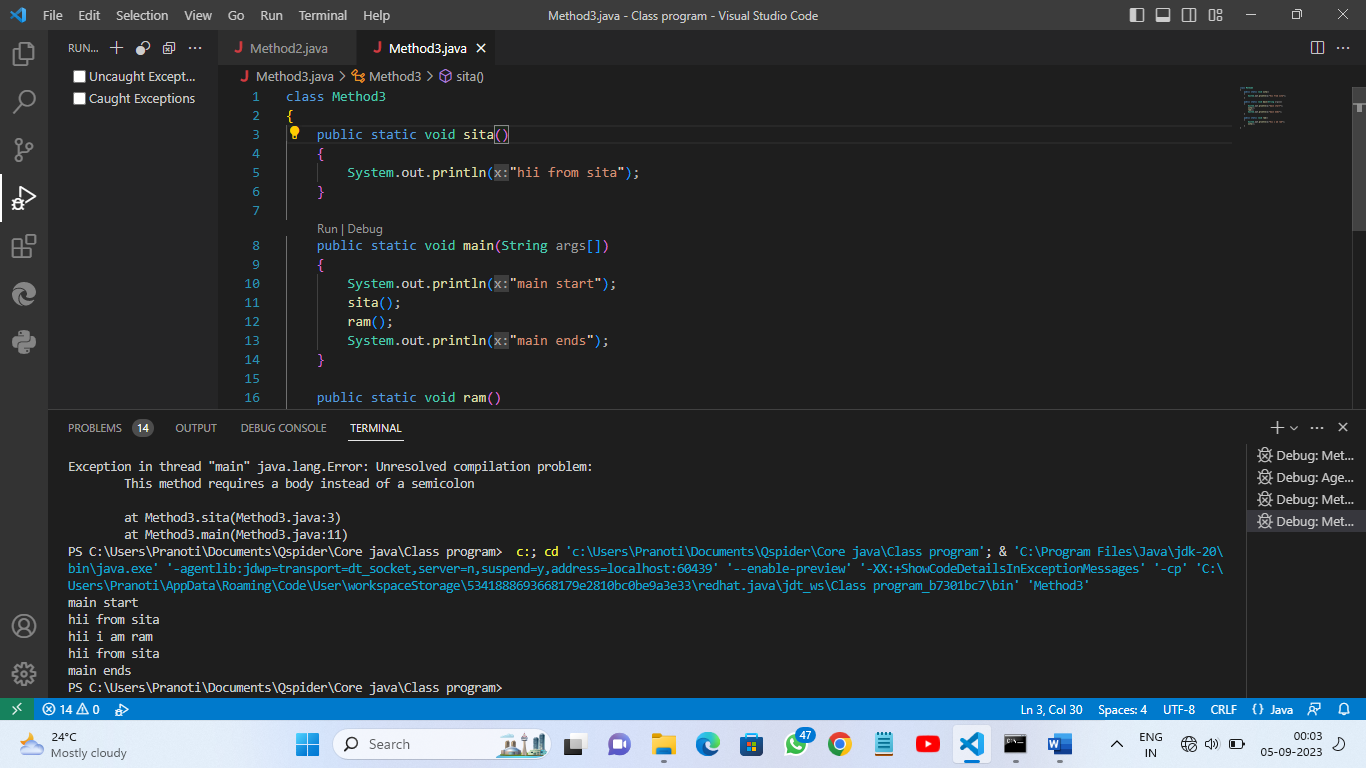 File Edit Selection View Go Run Terminal Help
Method3.java - Class program - Visual Studio Code
RUN...
Uncaught Except...
Caught Exceptions
Method2.java
Method3.java
Method3.java > Method3 > sita()
1 class Method3
2 {
3 public static void sita()
4 {
5 System.out.println(x:"hii from sita");
6 }
7
Run | Debug
8 public static void main(String args[])
9 {
10 System.out.println(x:"main start");
11 sita();
12 ram();
13 System.out.println(x:"main ends");
14 }
15
16 public static void ram()
PROBLEMS 14 OUTPUT DEBUG CONSOLE TERMINAL
Exception in thread "main" java.lang.Error: Unresolved compilation problem:
This method requires a body instead of a semicolon
at Method3.sita(Method3.java:3)
at Method3.main(Method3.java:11)
PS C:\Users\Pranoti\Documents\Qspider\Core java\Class program> c:; cd 'c:\Users\Pranoti\Documents\Qspider\Core java\Class program'; & 'C:\Program Files\Java\jdk-20\
bin\java.exe' '-agentlib:jdwp=transport=dt_socket,server=n,suspend=y,address=localhost:60439' '--enable-preview' '-XX:+ShowCodeDetailsInExceptionMessages' '-cp' 'C:\
Users\Pranoti\AppData\Roaming\Code\User\workspaceStorage\5341888693668179e2810bc0be9a3e33\redhat.java\jdt_ws\Class program_b7301bc7\bin' 'Method3'
main start
hii from sita
hii i am ram
hii from sita
main ends
PS C:\Users\Pranoti\Documents\Qspider\Core java\Class program>
Debug: Met...
Debug: Age...
Debug: Met...
Debug: Met...
14 0
Ln 3, Col 30 Spaces: 4 UTF-8 CRLF {} Java
24°C
Mostly cloudy
Search
47
ENG
IN
00:03
05-09-2023